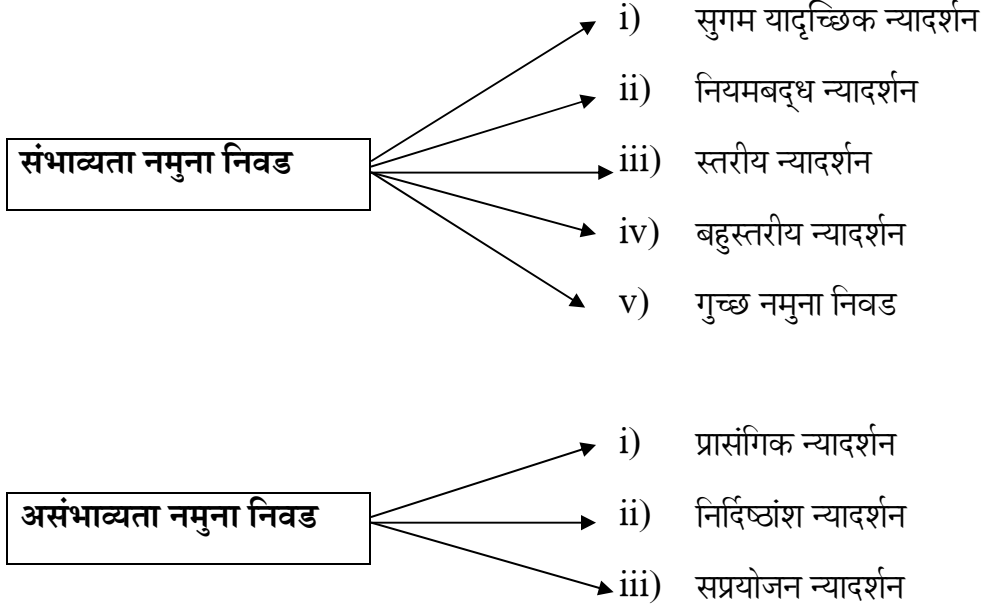 i) सुगम यादृच्छिक न्यादर्शन
ii) नियमबद्ध न्यादर्शन
संभाव्यता नमुना निवड
iii) स्तरीय न्यादर्शन
iv) बहुस्तरीय न्यादर्शन
v) गुच्छ नमुना निवड
i) प्रासंगिक न्यादर्शन
असंभाव्यता नमुना निवड
ii) निर्दिष्ठांश न्यादर्शन
iii) सप्रयोजन न्यादर्शन